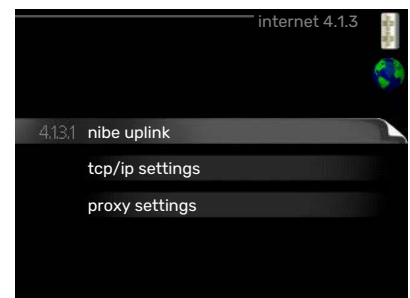 internet 4.1.3
4.1.3.1 nibe uplink
tcp/ip settings
proxy settings